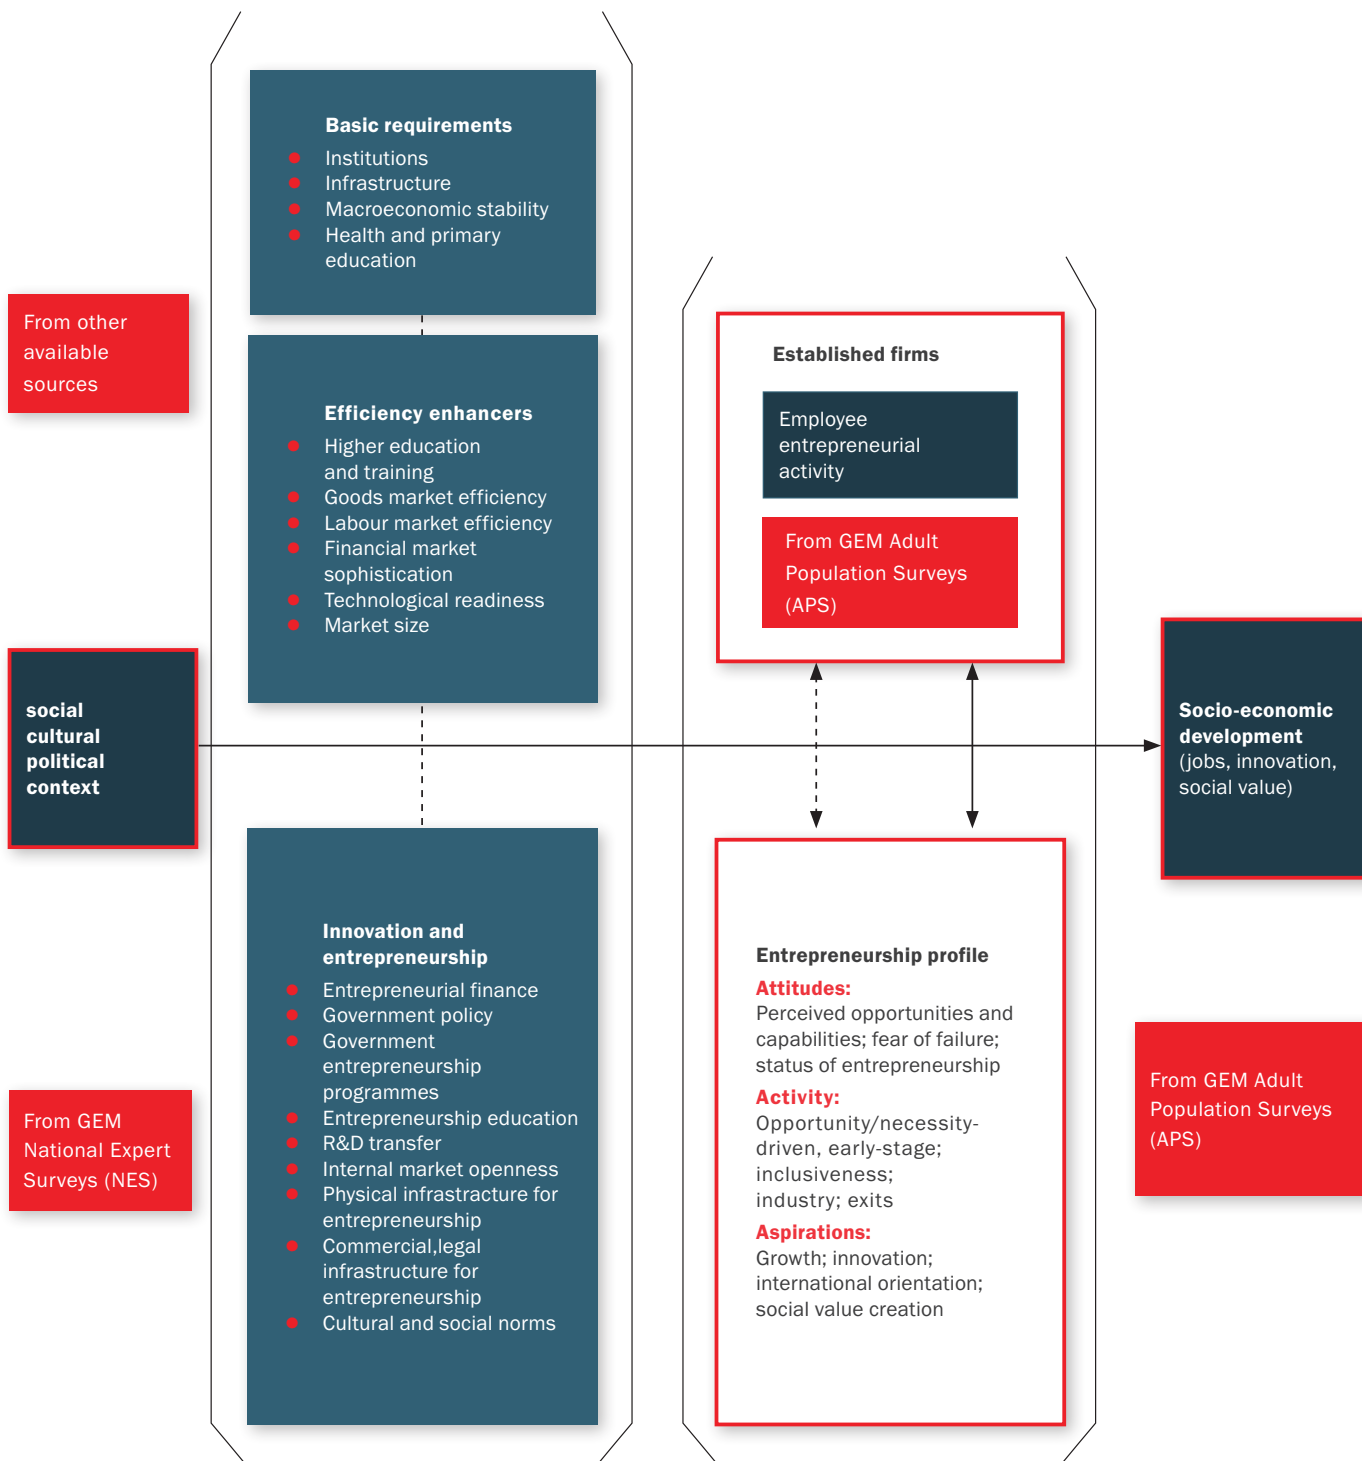 Basic requirements
Institutions
Infrastructure
Macroeconomic stability
Health and primary
education
From other
available
sources
Efficiency enhancers
Higher education
and training
Goods market efficiency
Labour market efficiency
Financial market
sophistication
Technological readiness
Market size
social
cultural
political
context
Innovation and
entrepreneurship
Entrepreneurial finance
Government policy
Government
entrepreneurship
programmes
Entrepreneurship education
R&D transfer
Internal market openness
Physical infrastracture for
entrepreneurship
Commercial,legal
infrastructure for
entrepreneurship
Cultural and social norms
From GEM
National Expert
Surveys (NES)
Established firms
Employee
entrepreneurial
activity
From GEM Adult
Population Surveys
(APS)
Entrepreneurship profile
Attitudes:
Perceived opportunities and
capabilities; fear of failure;
status of entrepreneurship
Activity:
Opportunity/necessity-
driven, early-stage;
inclusiveness;
industry; exits
Aspirations:
Growth; innovation;
international orientation;
social value creation
Socio-economic
development
(jobs, innovation,
social value)
From GEM Adult
Population Surveys
(APS)